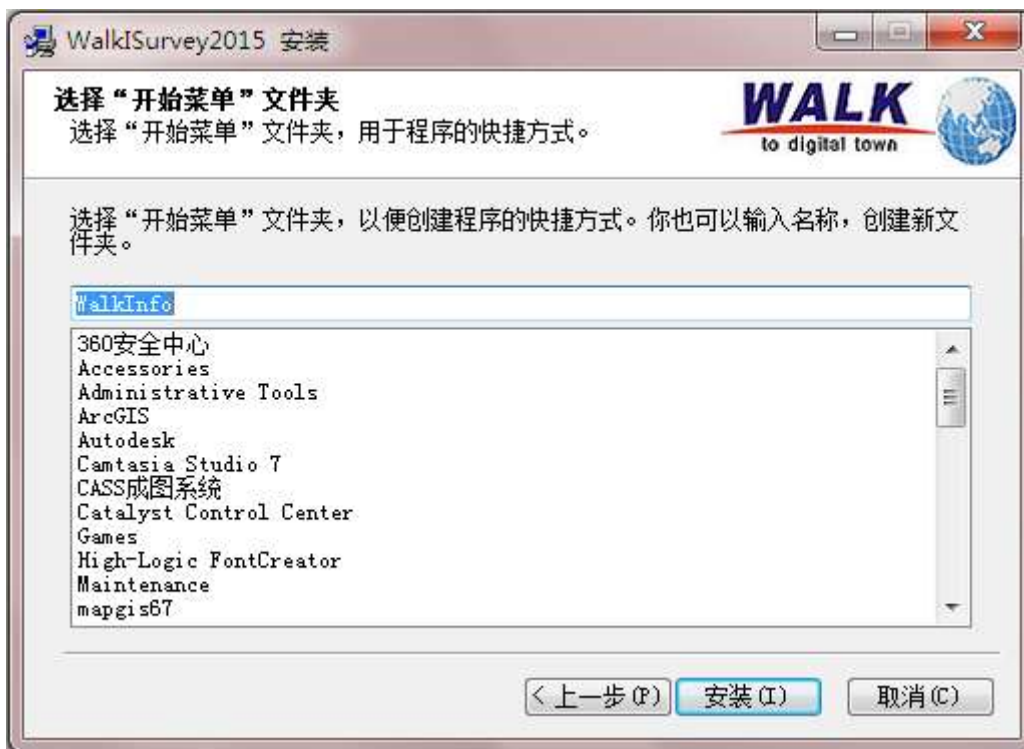 WalkISurvey2015 安装
选择“开始菜单”文件夹
选择“开始菜单”文件夹，用于程序的快捷方式。
WALK
to digital town
选择“开始菜单”文件夹，以便创建程序的快捷方式。你也可以输入名称，创建新文
件夹。
WalkInfo
360安全中心
Accessories
Administrative Tools
ArcGIS
Autodesk
Camtasia Studio 7
CASS成图系统
Catalyst Control Center
Games
High-Logic FontCreator
Maintenance
mapgis67
< 上一步(P)
安装(I)
取消(C)